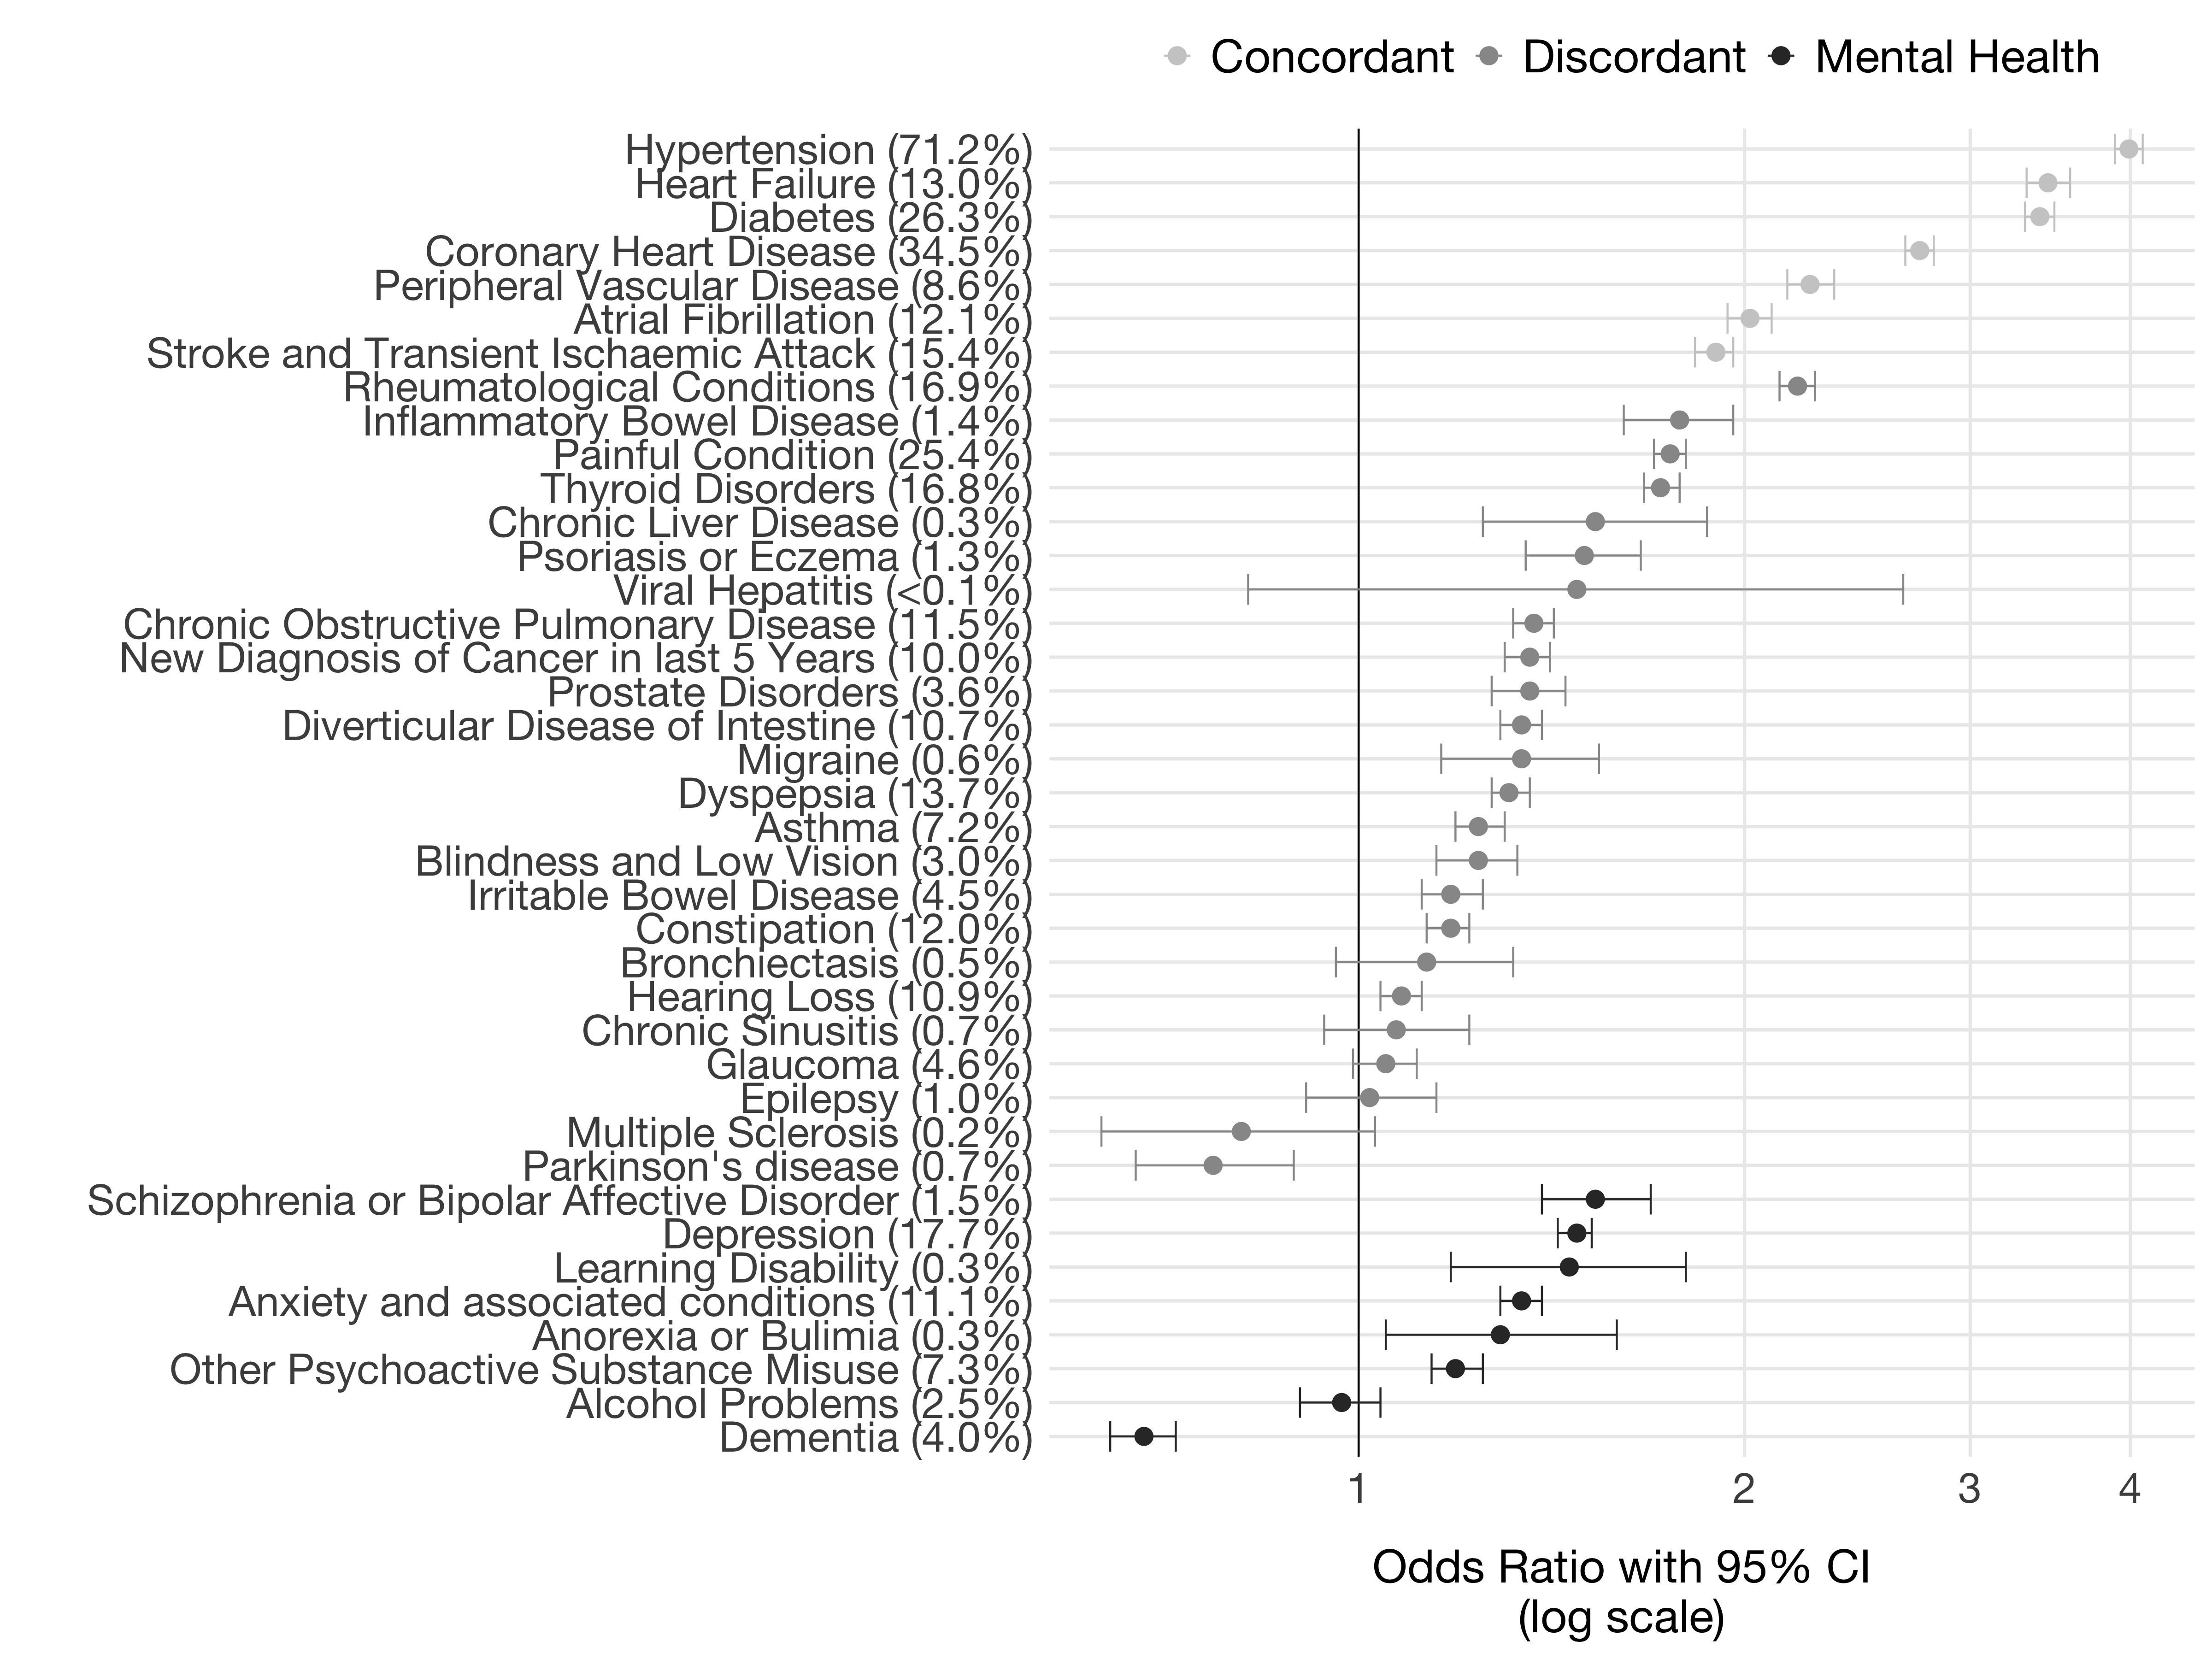 Concordant Discordant Mental Health
Hypertension (71.2%)
Heart Failure (13.0%)
Diabetes (26.3%)
Coronary Heart Disease (34.5%)
Peripheral Vascular Disease (8.6%)
Atrial Fibrillation (12.1%)
Stroke and Transient Ischaemic Attack (15.4%)
Rheumatological Conditions (16.9%)
Inflammatory Bowel Disease (1.4%)
Painful Condition (25.4%)
Thyroid Disorders (16.8%)
Chronic Liver Disease (0.3%)
Psoriasis or Eczema (1.3%)
Viral Hepatitis (<0.1%)
Chronic Obstructive Pulmonary Disease (11.5%)
New Diagnosis of Cancer in last 5 Years (10.0%)
Prostate Disorders (3.6%)
Diverticular Disease of Intestine (10.7%)
Migraine (0.6%)
Dyspepsia (13.7%)
Asthma (7.2%)
Blindness and Low Vision (3.0%)
Irritable Bowel Disease (4.5%)
Constipation (12.0%)
Bronchiectasis (0.5%)
Hearing Loss (10.9%)
Chronic Sinusitis (0.7%)
Glaucoma (4.6%)
Epilepsy (1.0%)
Multiple Sclerosis (0.2%)
Parkinson's disease (0.7%)
Schizophrenia or Bipolar Affective Disorder (1.5%)
Depression (17.7%)
Learning Disability (0.3%)
Anxiety and associated conditions (11.1%)
Anorexia or Bulimia (0.3%)
Other Psychoactive Substance Misuse (7.3%)
Alcohol Problems (2.5%)
Dementia (4.0%)
1 2 3 4
Odds Ratio with 95% CI
(log scale)